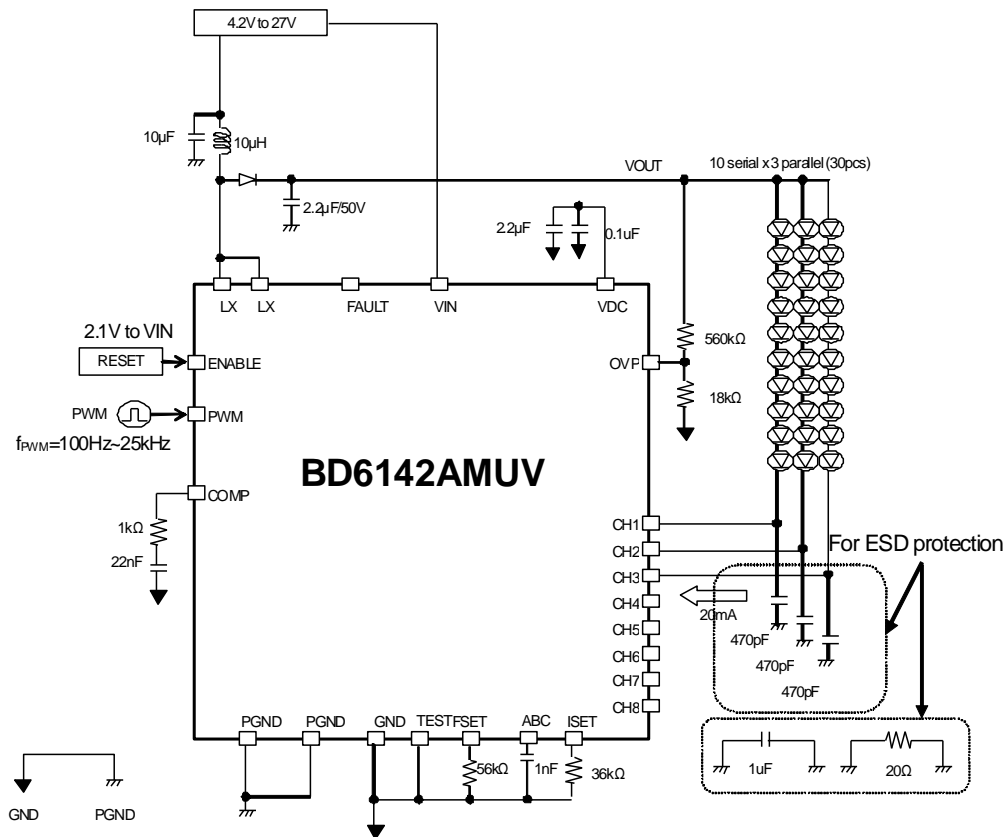 4.2V to 27V
10µF
10µH
VOUT
10 serial x 3 parallel (30pcs)
2.2µF/50V
2.2µF
0.1uF
LX
LX
FAULT
VIN
VDC
2.1V to VIN
RESET
ENABLE
OVP
560kΩ
18kΩ
PWM
PWM
fPWM=100Hz~25kHz
BD6142AMUV
COMP
1kΩ
22nF
CH1
CH2
CH3
CH4
CH5
CH6
CH7
CH8
For ESD protection
20mA
470pF
470pF
470pF
PGND
PGND
GND
TEST
FSET
ABC
ISET
56kΩ
1nF
36kΩ
1uF
20Ω
GND
PGND